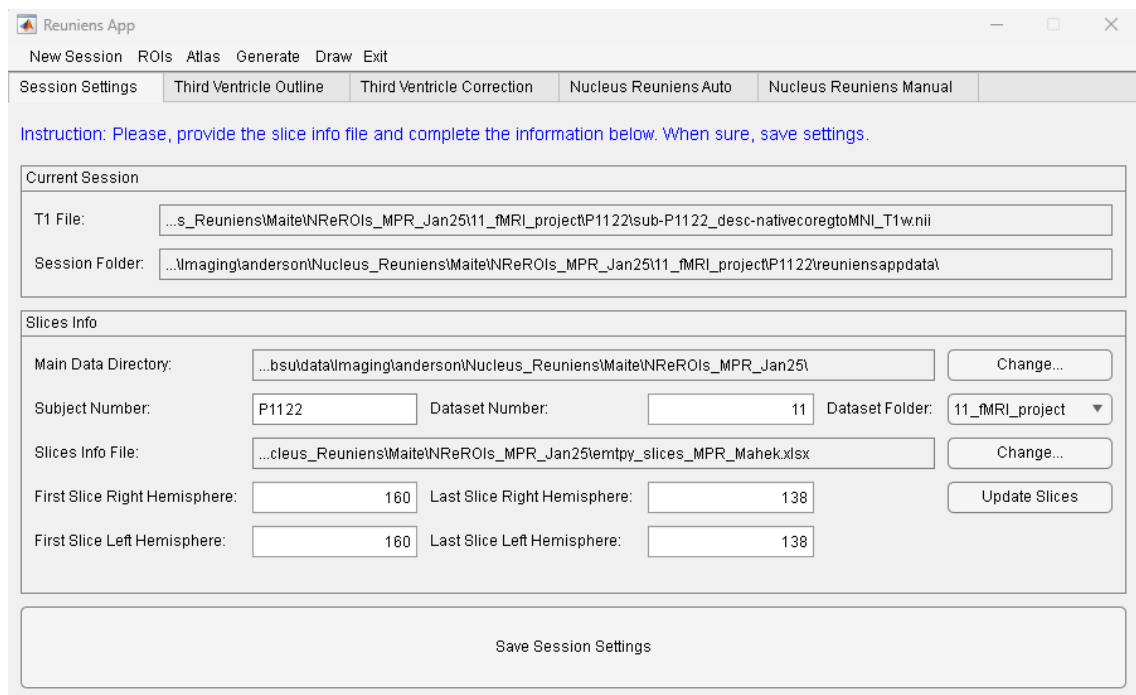 Reuniens App
New Session ROIs Atlas Generate Draw Exit
Session Settings Third Ventricle Outline Third Ventricle Correction Nucleus Reuniens Auto Nucleus Reuniens Manual
Instruction: Please, provide the slice info file and complete the information below. When sure, save settings.
Current Session
T1 File: ...s_Reuniens\Maite\NReROIs_MPR_Jan25\11_fMRI_project\P1122\sub-P1122_desc-nativecoregtoMNI_T1w.nii
Session Folder: ...\Imaging\anderson\Nucleus_Reuniens\Maite\NReROIs_MPR_Jan25\11_fMRI_project\P1122\reuniensappdata\
Slices Info
Main Data Directory: ...bsu\data\Imaging\anderson\Nucleus_Reuniens\Maite\NReROIs_MPR_Jan25\ Change...
Subject Number: P1122 Dataset Number: 11 Dataset Folder: 11_fMRI_project
Slices Info File: ...cleus_Reuniens\Maite\NReROIs_MPR_Jan25\emtpy_slices_MPR_Mahek.xlsx Change...
First Slice Right Hemisphere: 160 Last Slice Right Hemisphere: 138 Update Slices
First Slice Left Hemisphere: 160 Last Slice Left Hemisphere: 138
Save Session Settings